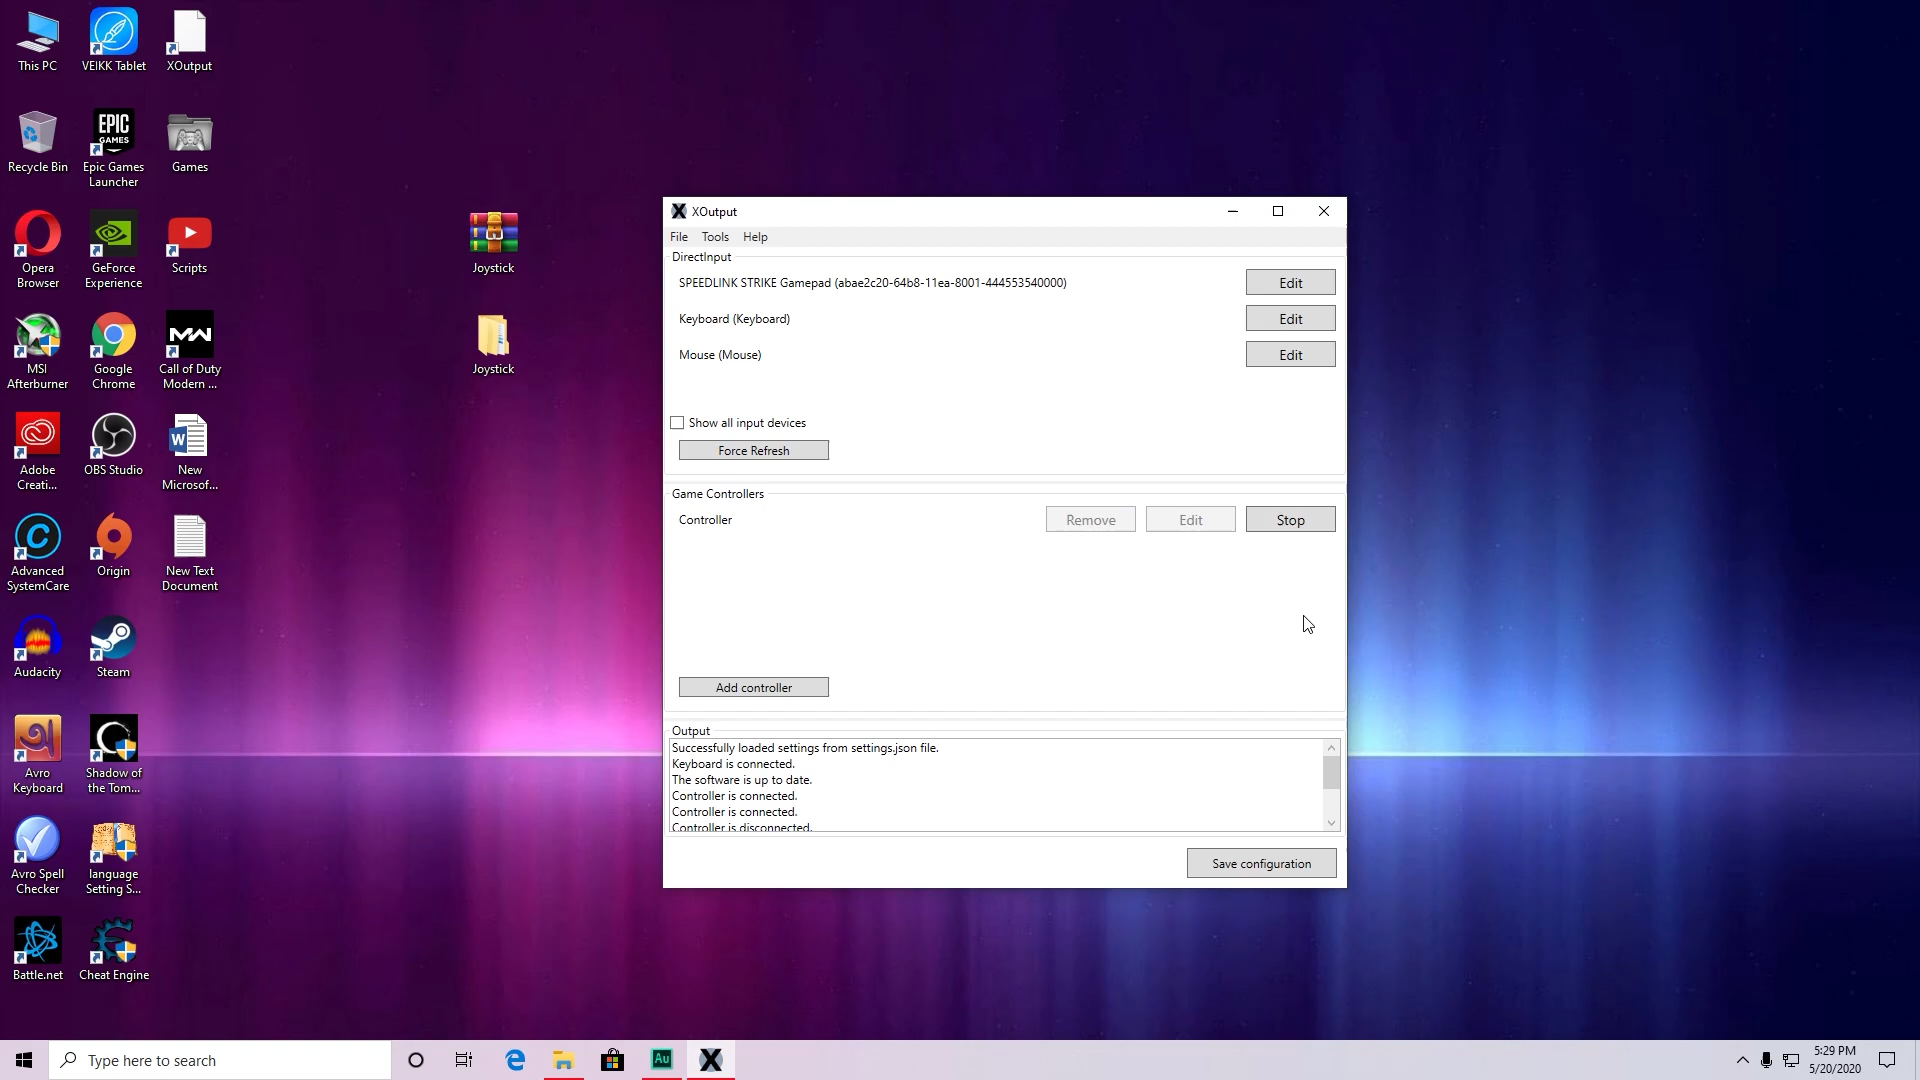 This PC
VEIKK Tablet
XOutput
Recycle Bin
EPIC
GAMES
Epic Games
Launcher
Games
Opera
Browser
GeForce
Experience
Scripts
Joystick
MSI
Afterburner
Google
Chrome
Call of Duty
Modern ...
Joystick
Adobe
Creati...
OBS Studio
New
Microsof...
Advanced
SystemCare
Origin
New Text
Document
Audacity
Steam
Avro
Keyboard
Shadow of
the Tom...
Avro Spell
Checker
language
Setting S...
Battle.net
Cheat Engine
XOutput
File Tools Help
DirectInput
SPEEDLINK STRIKE Gamepad (abae2c20-64b8-11ea-8001-444553540000) Edit
Keyboard (Keyboard) Edit
Mouse (Mouse) Edit
Show all input devices
Force Refresh
Game Controllers
Controller Remove Edit Stop
Add controller
Output
Successfully loaded settings from settings.json file.
Keyboard is connected.
The software is up to date.
Controller is connected.
Controller is connected.
Controller is disconnected.
Save configuration
Type here to search
Au
5:29 PM
5/20/2020